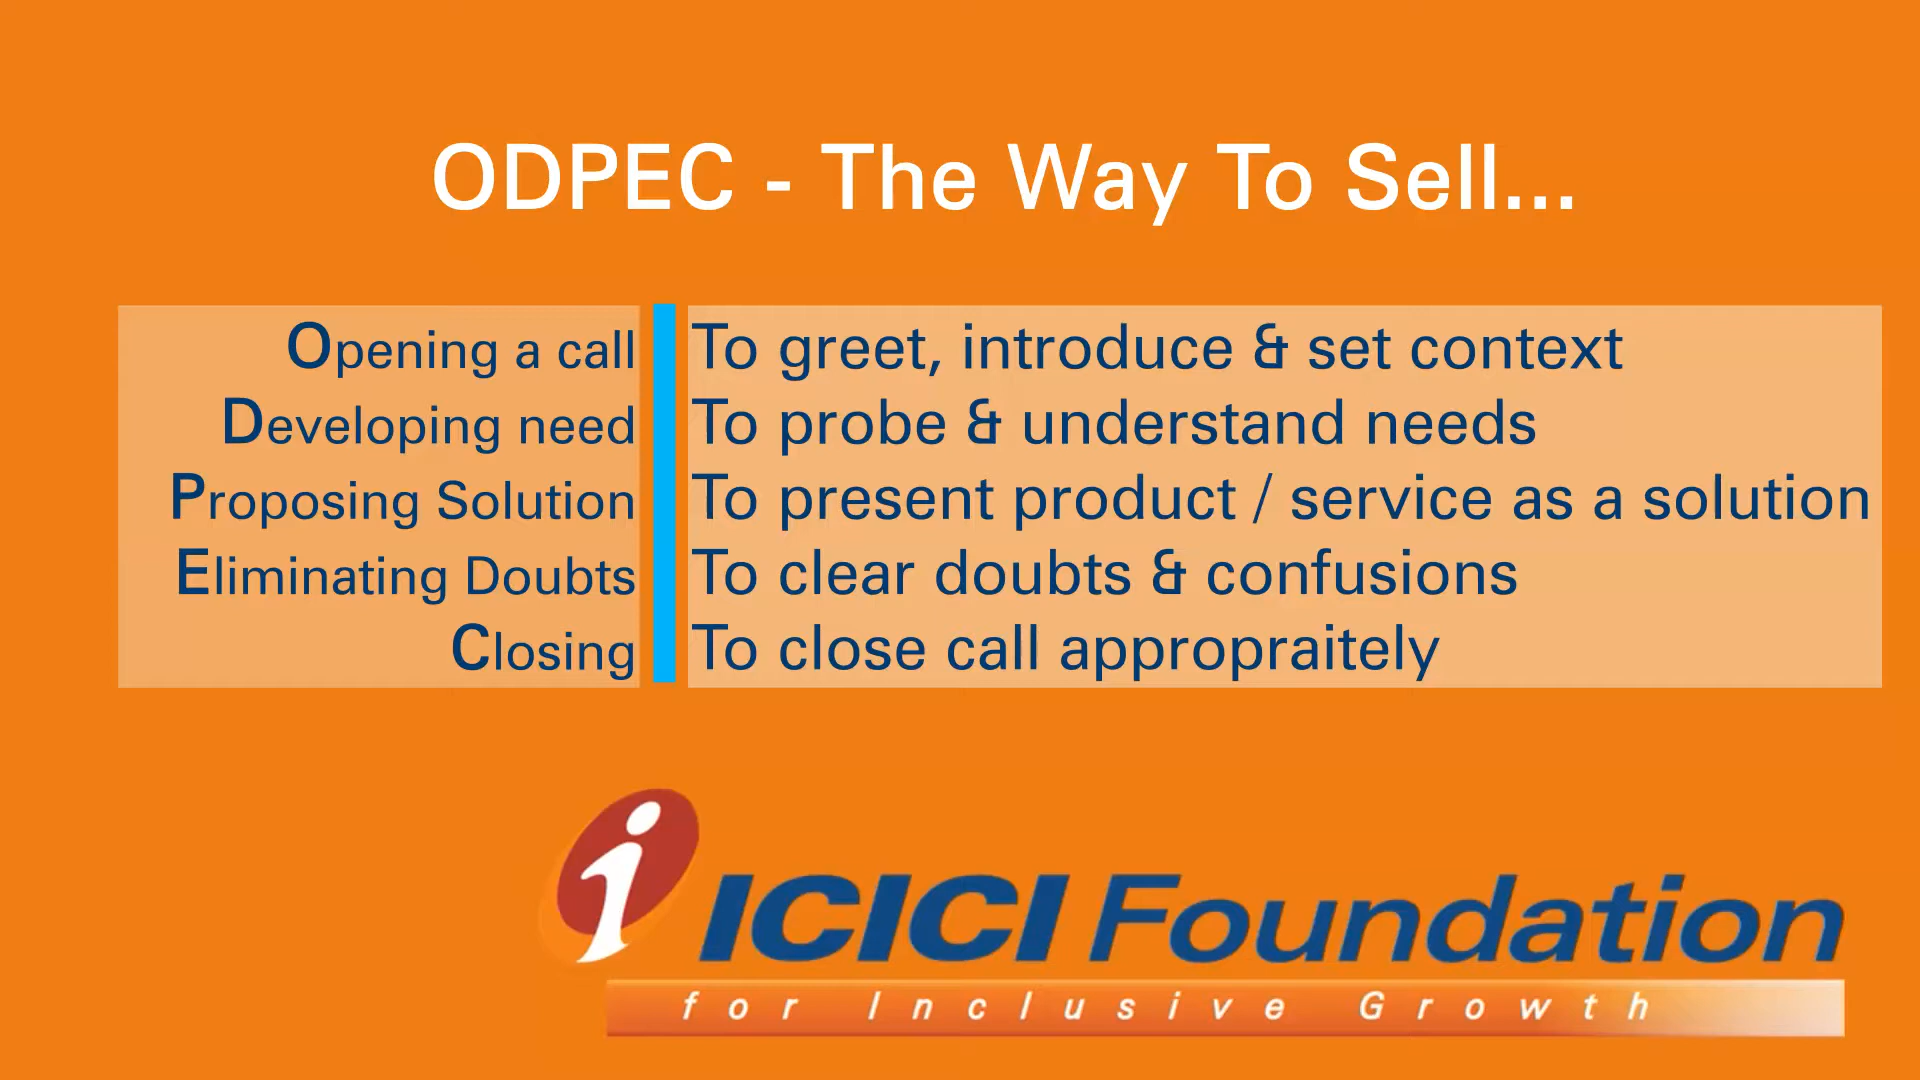 ODPEC - The Way To Sell...
Opening a call To greet, introduce & set context
Developing need To probe & understand needs
Proposing Solution To present product / service as a solution
Eliminating Doubts To clear doubts & confusions
Closing To close call appropraitely
i ICICI Foundation
for Inclusive Growth